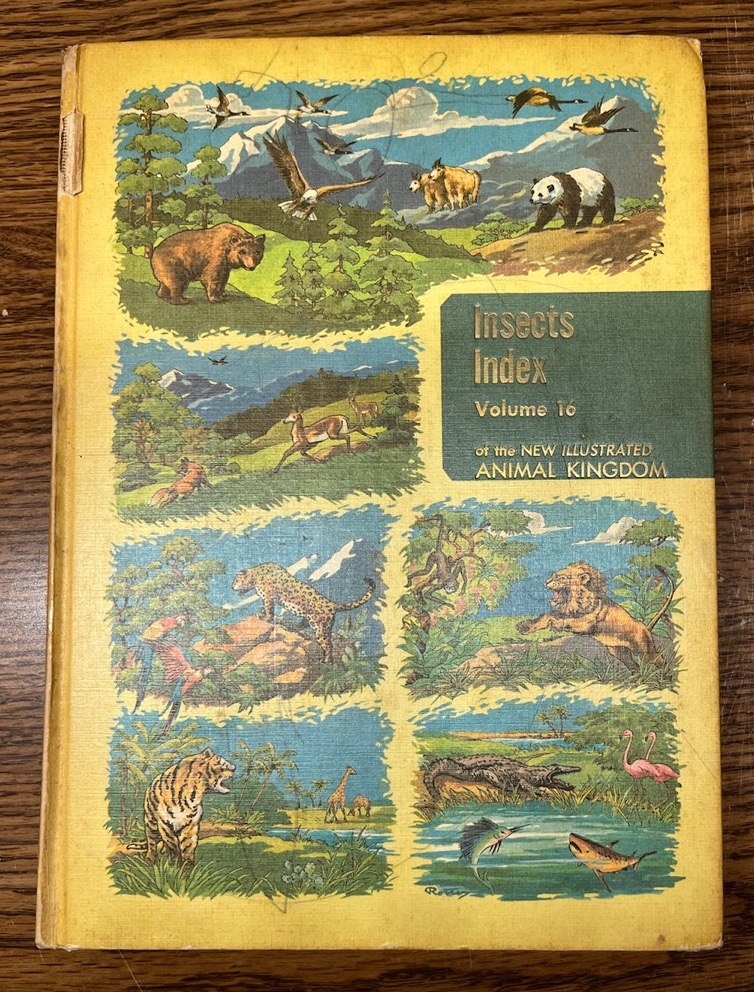 Insects
Index
Volume 16
of the NEW ILLUSTRATED
ANIMAL KINGDOM